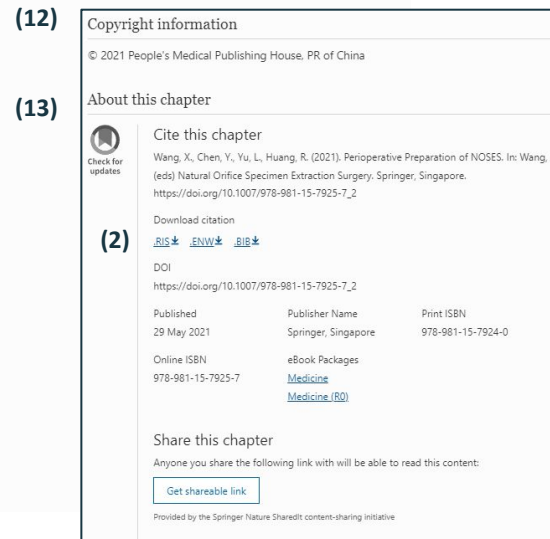 (12)
Copyright information
© 2021 People's Medical Publishing House, PR of China
(13)
About this chapter
Check for
updates
Cite this chapter
Wang, X., Chen, Y., Yu, L., Huang, R. (2021). Perioperative Preparation of NOSES. In: Wang,
(eds) Natural Orifice Specimen Extraction Surgery. Springer, Singapore.
https://doi.org/10.1007/978-981-15-7925-7_2
Download citation
(2)
.RIS .ENW .BIB
DOI
https://doi.org/10.1007/978-981-15-7925-7_2
Published Publisher Name Print ISBN
29 May 2021 Springer, Singapore 978-981-15-7924-0
Online ISBN eBook Packages
978-981-15-7925-7 Medicine
Medicine (R0)
Share this chapter
Anyone you share the following link with will be able to read this content:
Get shareable link
Provided by the Springer Nature SharedIt content-sharing initiative